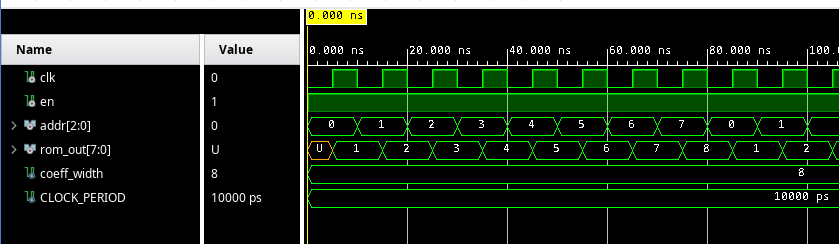 0.000 ns
Name Value 0.000 ns 20.000 ns 40.000 ns 60.000 ns 80.000 ns 100.0
clk 0
en 1
addr[2:0] 0 0 1 2 3 4 5 6 7 0 1
rom_out[7:0] U U 1 2 3 4 5 6 7 8 1 2
coeff_width 8 8
CLOCK_PERIOD 10000 ps 10000 ps